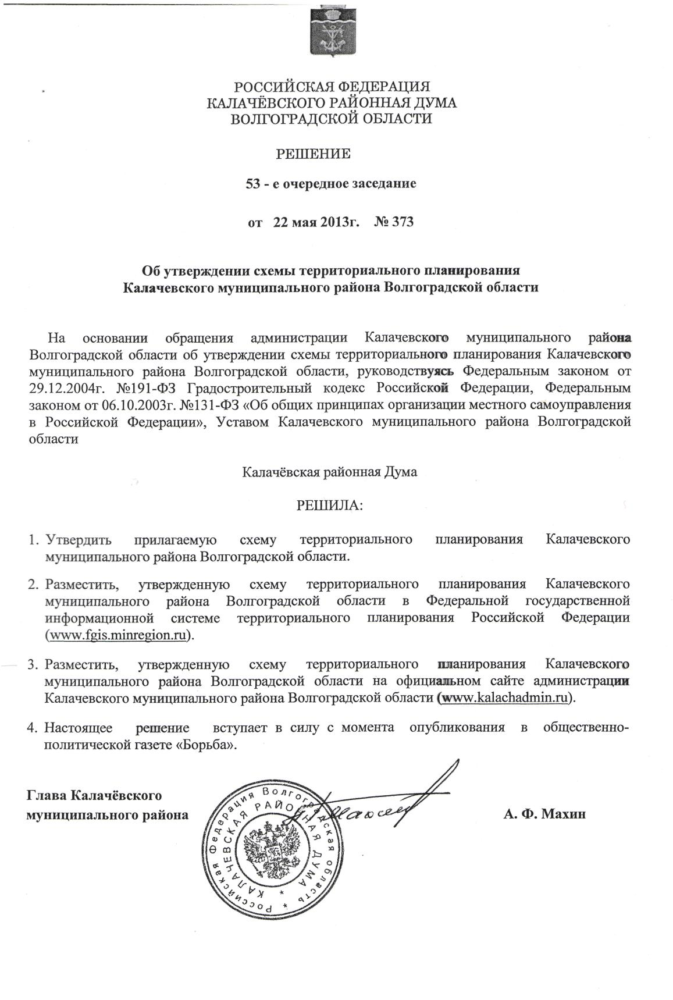 РОССИЙСКАЯ ФЕДЕРАЦИЯ
КАЛАЧЁВСКОГО РАЙОННАЯ ДУМА
ВОЛГОГРАДСКОЙ ОБЛАСТИ
РЕШЕНИЕ
53 - е очередное заседание
от 22 мая 2013г. № 373
Об утверждении схемы территориального планирования
Калачевского муниципального района Волгоградской области
На основании обращения администрации Калачевского муниципального района
Волгоградской области об утверждении схемы территориального планирования Калачевского
муниципального района Волгоградской области, руководствуясь Федеральным законом от
29.12.2004г. №191-ФЗ Градостроительный кодекс Российской Федерации, Федеральным
законом от 06.10.2003г. №131-ФЗ «Об общих принципах организации местного самоуправления
в Российской Федерации», Уставом Калачевского муниципального района Волгоградской
области
Калачёвская районная Дума
РЕШИЛА:
1. Утвердить прилагаемую схему территориального планирования Калачевского
муниципального района Волгоградской области.
2. Разместить, утвержденную схему территориального планирования Калачевского
муниципального района Волгоградской области в Федеральной государственной
информационной системе территориального планирования Российской Федерации
(www.fgis.minregion.ru).
3. Разместить, утвержденную схему территориального планирования Калачевского
муниципального района Волгоградской области на официальном сайте администрации
Калачевского муниципального района Волгоградской области (www.kalachadmin.ru).
4. Настоящее решение вступает в силу с момента опубликования в общественно-
политической газете «Борьба».
Глава Калачёвского
муниципального района
А. Ф. Махин
Российская Федерация Волгоградская область *
КАЛАЧЕВСКАЯ РАЙОННАЯ ДУМА *